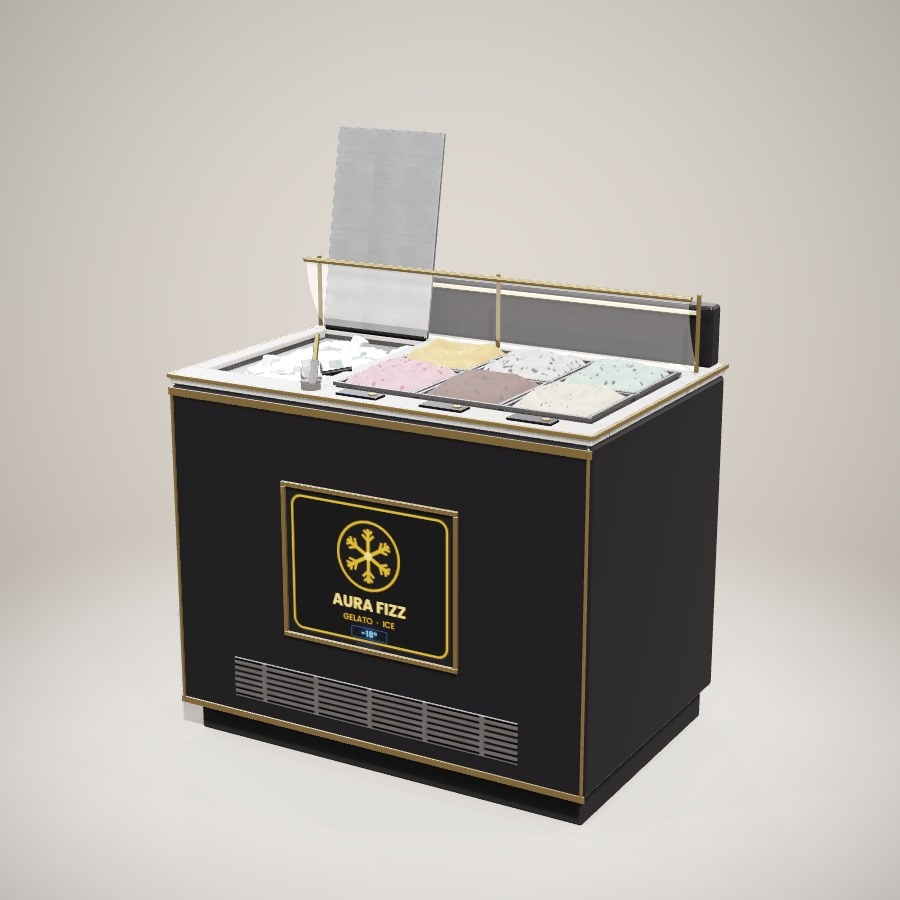 AURA FIZZ
GELATO · ICE
-18°